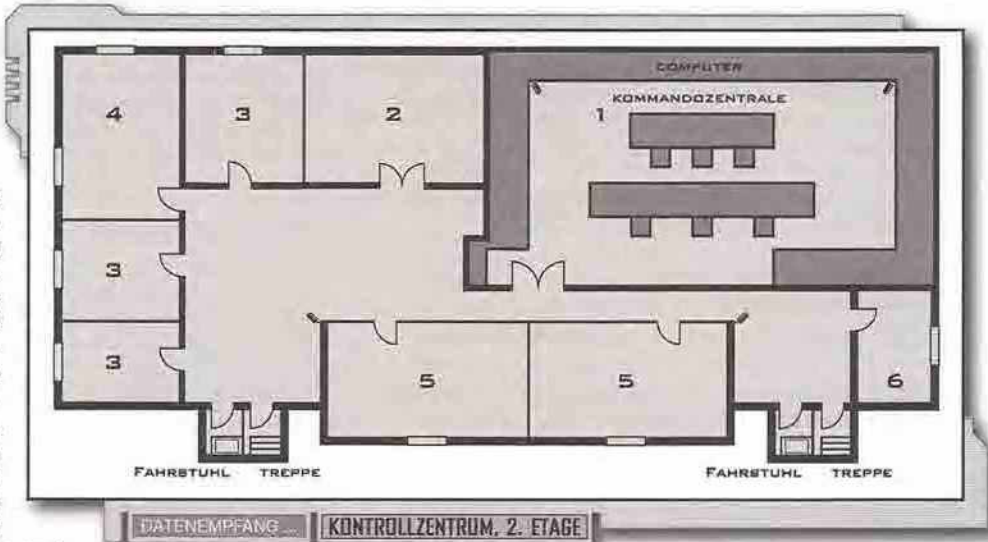 COMPUTER
KOMMANDOZENTRALE
4
3
2
1
3
3
5
5
6
FAHRSTUHL TREPPE
FAHRSTUHL TREPPE
DATENEMPFANG ...
KONTROLLZENTRUM, 2. ETAGE